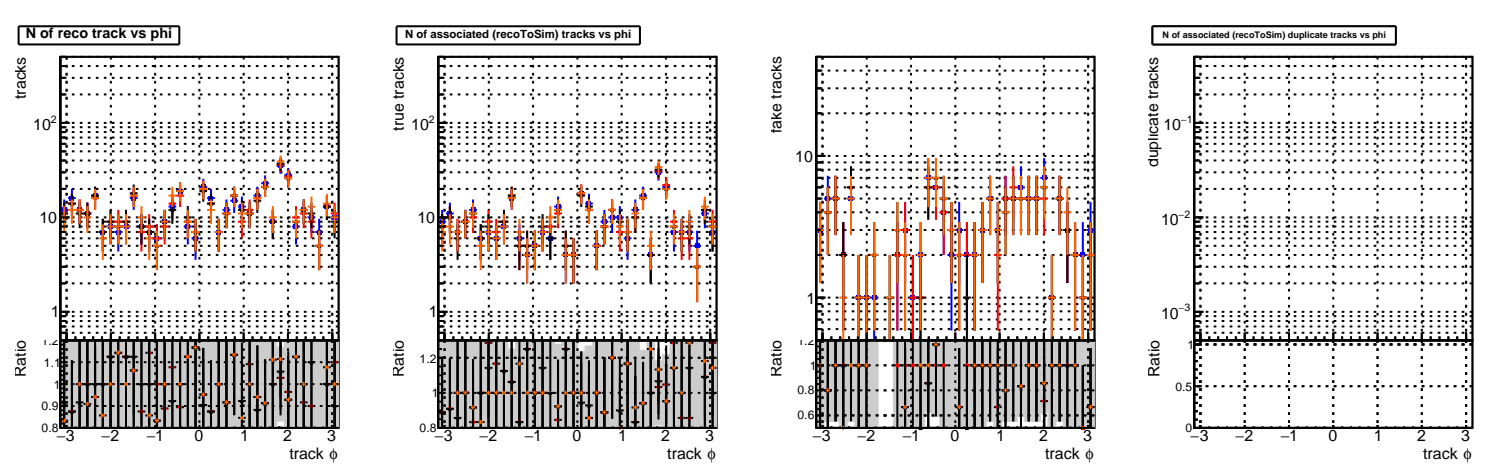 N of reco track vs phi
tracks
10²
10
1
Ratio
1.2
1.1
1
0.9
0.8
−3 −2 −1 0 1 2 3
track ϕ
N of associated (recoToSim) tracks vs phi
true tracks
10²
10
1
Ratio
1.2
1
0.8
−3 −2 −1 0 1 2 3
track ϕ
fake tracks
10
1
Ratio
1.2
1
0.8
0.6
−3 −2 −1 0 1 2 3
track ϕ
N of associated (recoToSim) duplicate tracks vs phi
duplicate tracks
10⁻¹
10⁻²
10⁻³
Ratio
1
0.5
0
−3 −2 −1 0 1 2 3
track ϕ